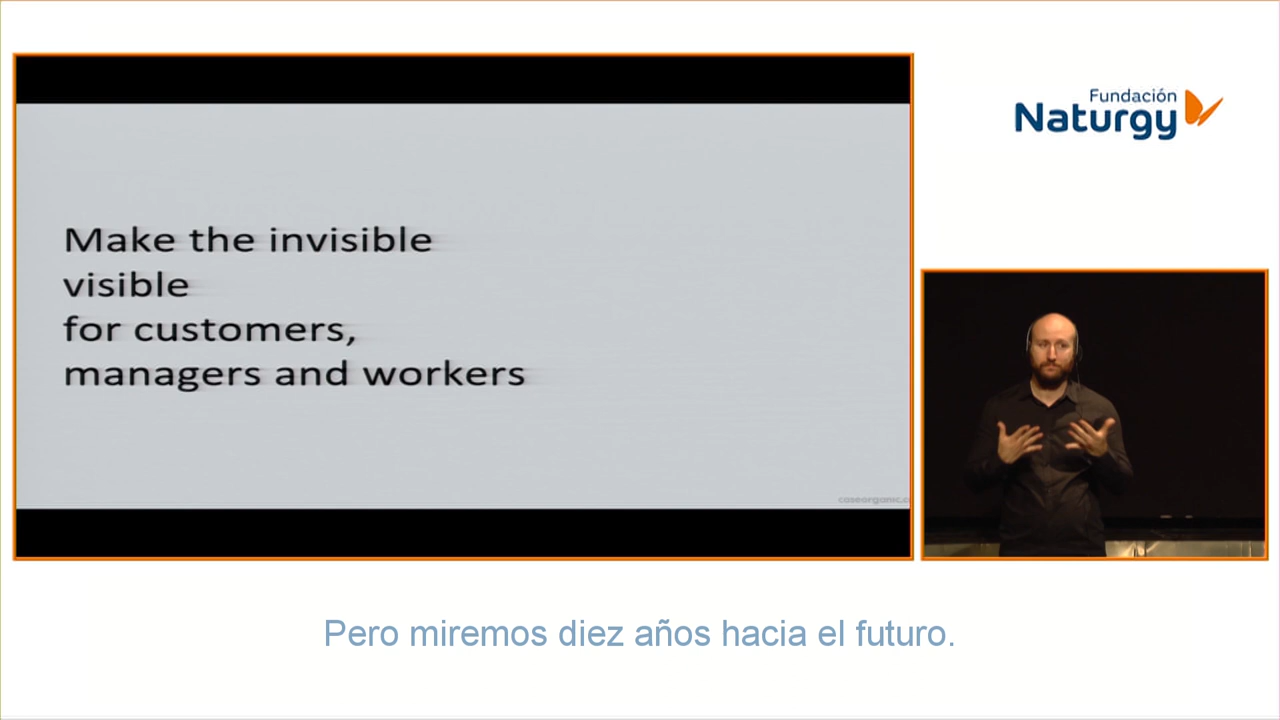 Make the invisible
visible
for customers,
managers and workers
Fundación
Naturgy
Pero miremos diez años hacia el futuro.